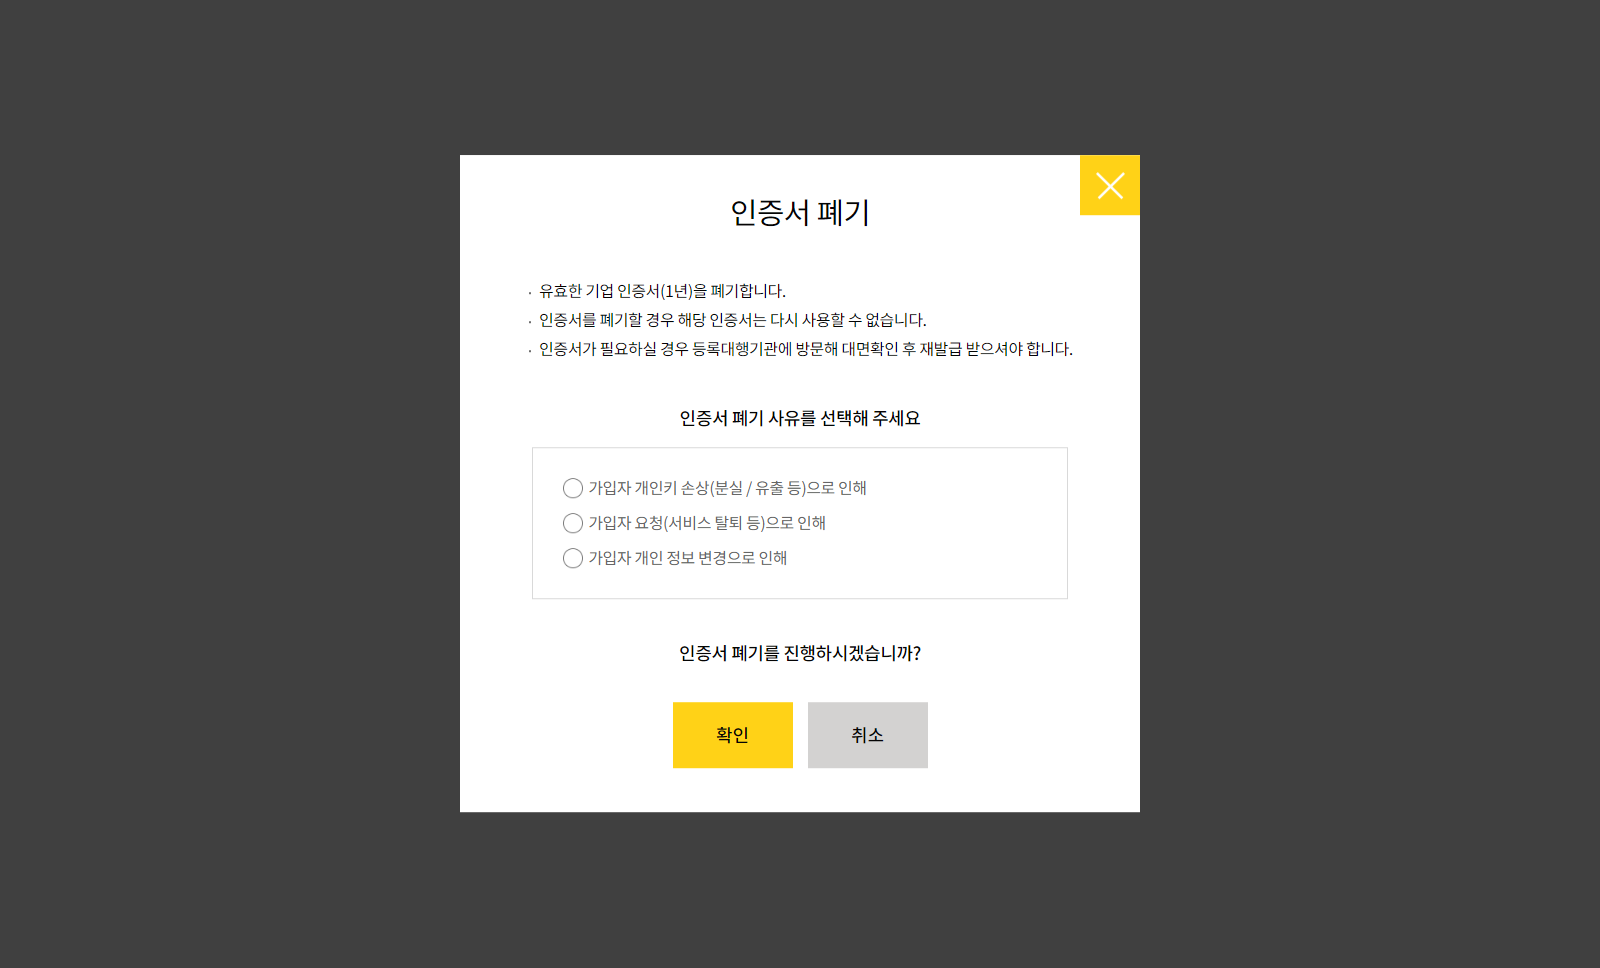 인증서 폐기
· 유효한 기업 인증서(1년)을 폐기합니다.
· 인증서를 폐기할 경우 해당 인증서는 다시 사용할 수 없습니다.
· 인증서가 필요하실 경우 등록대행기관에 방문해 대면확인 후 재발급 받으셔야 합니다.
인증서 폐기 사유를 선택해 주세요
가입자 개인키 손상(분실 / 유출 등)으로 인해
가입자 요청(서비스 탈퇴 등)으로 인해
가입자 개인 정보 변경으로 인해
인증서 폐기를 진행하시겠습니까?
확인 취소